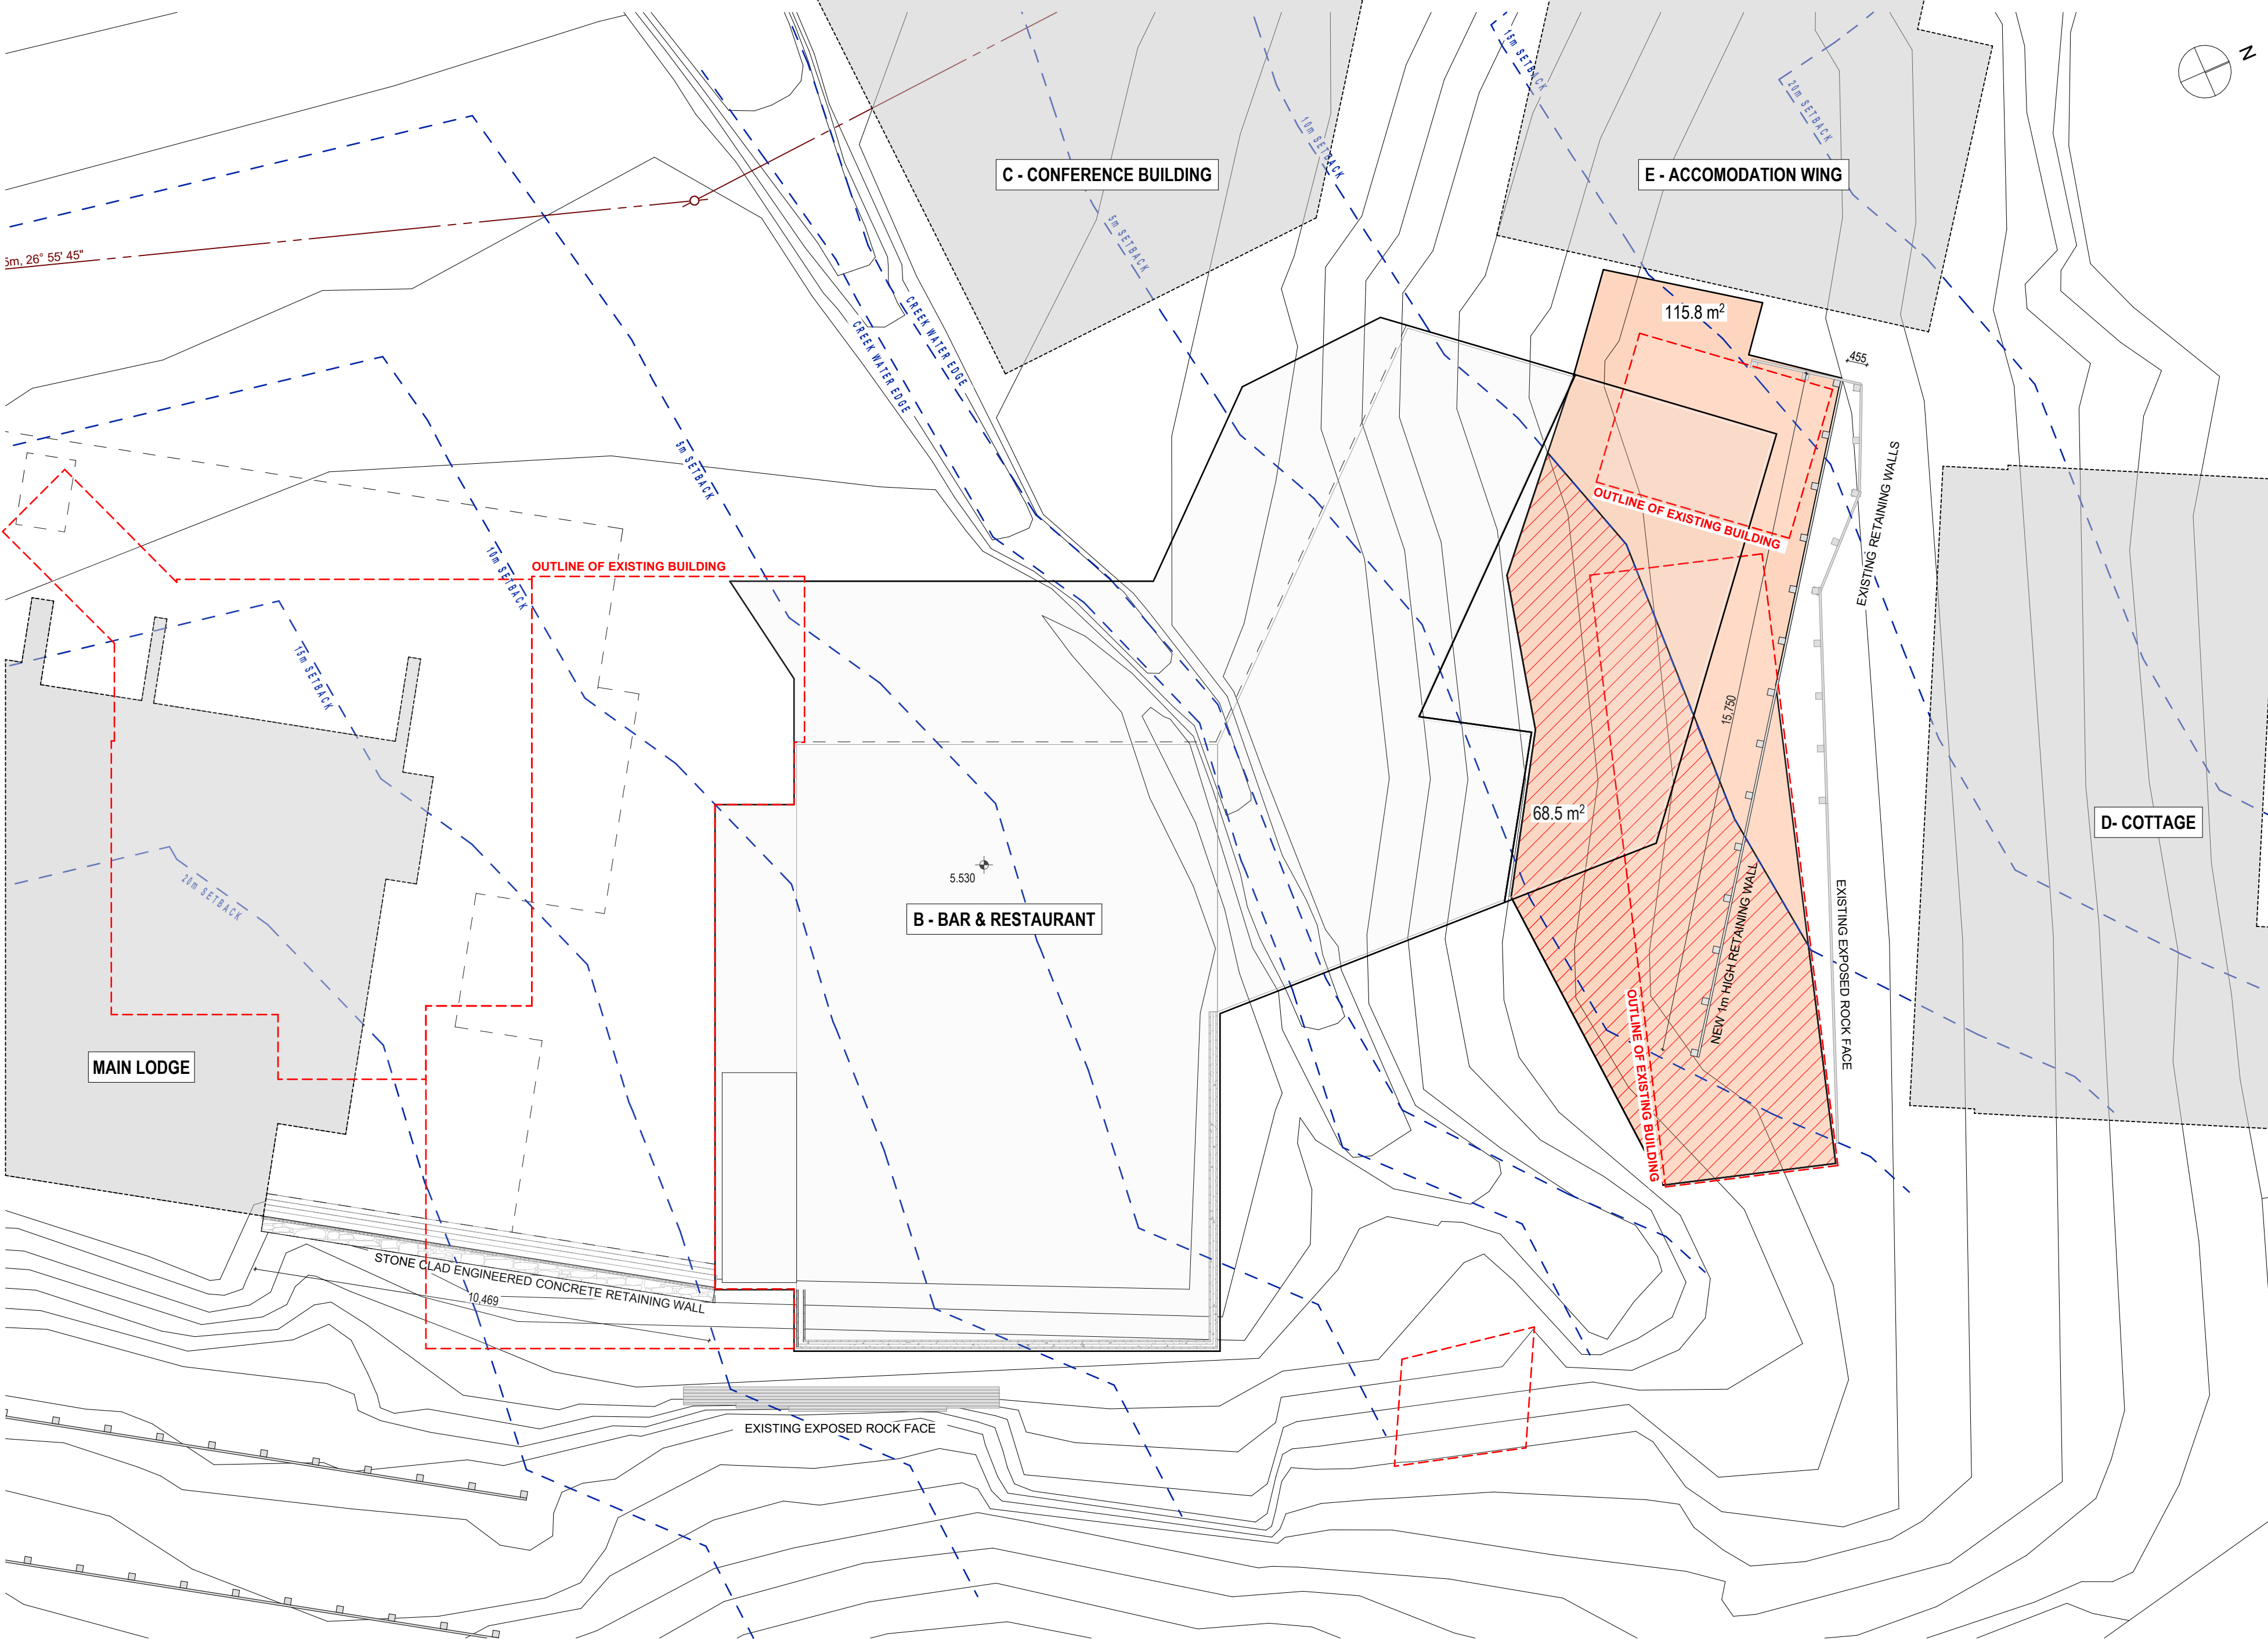 N
15m SETBACK
20m SETBACK
10m SETBACK
C - CONFERENCE BUILDING
E - ACCOMODATION WING
5m SETBACK
5m, 26° 55' 45"
CREEK WATER EDGE
CREEK WATER EDGE
115.8 m²
455
5m SETBACK
EXISTING RETAINING WALLS
OUTLINE OF EXISTING BUILDING
OUTLINE OF EXISTING BUILDING
10m SETBACK
15m SETBACK
15,750
68.5 m²
D- COTTAGE
5.530
20m SETBACK
B - BAR & RESTAURANT
NEW 1m HIGH RETAINING WALL
EXISTING EXPOSED ROCK FACE
OUTLINE OF EXISTING BUILDING
MAIN LODGE
STONE CLAD ENGINEERED CONCRETE RETAINING WALL
10,469
EXISTING EXPOSED ROCK FACE